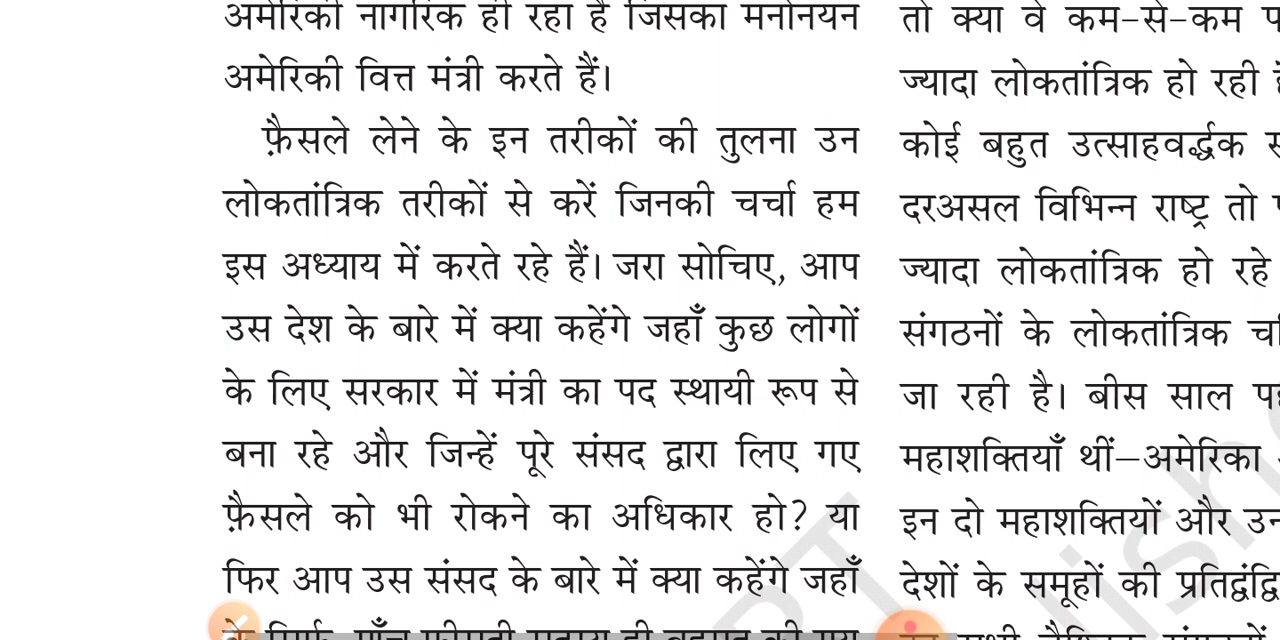 अमेरिकी नागरिक ही रहा है जिसका मनोनयन
अमेरिकी वित्त मंत्री करते हैं।
फ़ैसले लेने के इन तरीकों की तुलना उन
लोकतांत्रिक तरीकों से करें जिनकी चर्चा हम
इस अध्याय में करते रहे हैं। जरा सोचिए, आप
उस देश के बारे में क्या कहेंगे जहाँ कुछ लोगों
के लिए सरकार में मंत्री का पद स्थायी रूप से
बना रहे और जिन्हें पूरे संसद द्वारा लिए गए
फ़ैसले को भी रोकने का अधिकार हो? या
फिर आप उस संसद के बारे में क्या कहेंगे जहाँ
तो क्या वे कम-से-कम
ज्यादा लोकतांत्रिक हो रही
कोई बहुत उत्साहवर्द्धक
दरअसल विभिन्न राष्ट्र तो
ज्यादा लोकतांत्रिक हो रहे
संगठनों के लोकतांत्रिक
जा रही है। बीस साल
महाशक्तियाँ थीं—अमेरिका
इन दो महाशक्तियों और
देशों के समूहों की